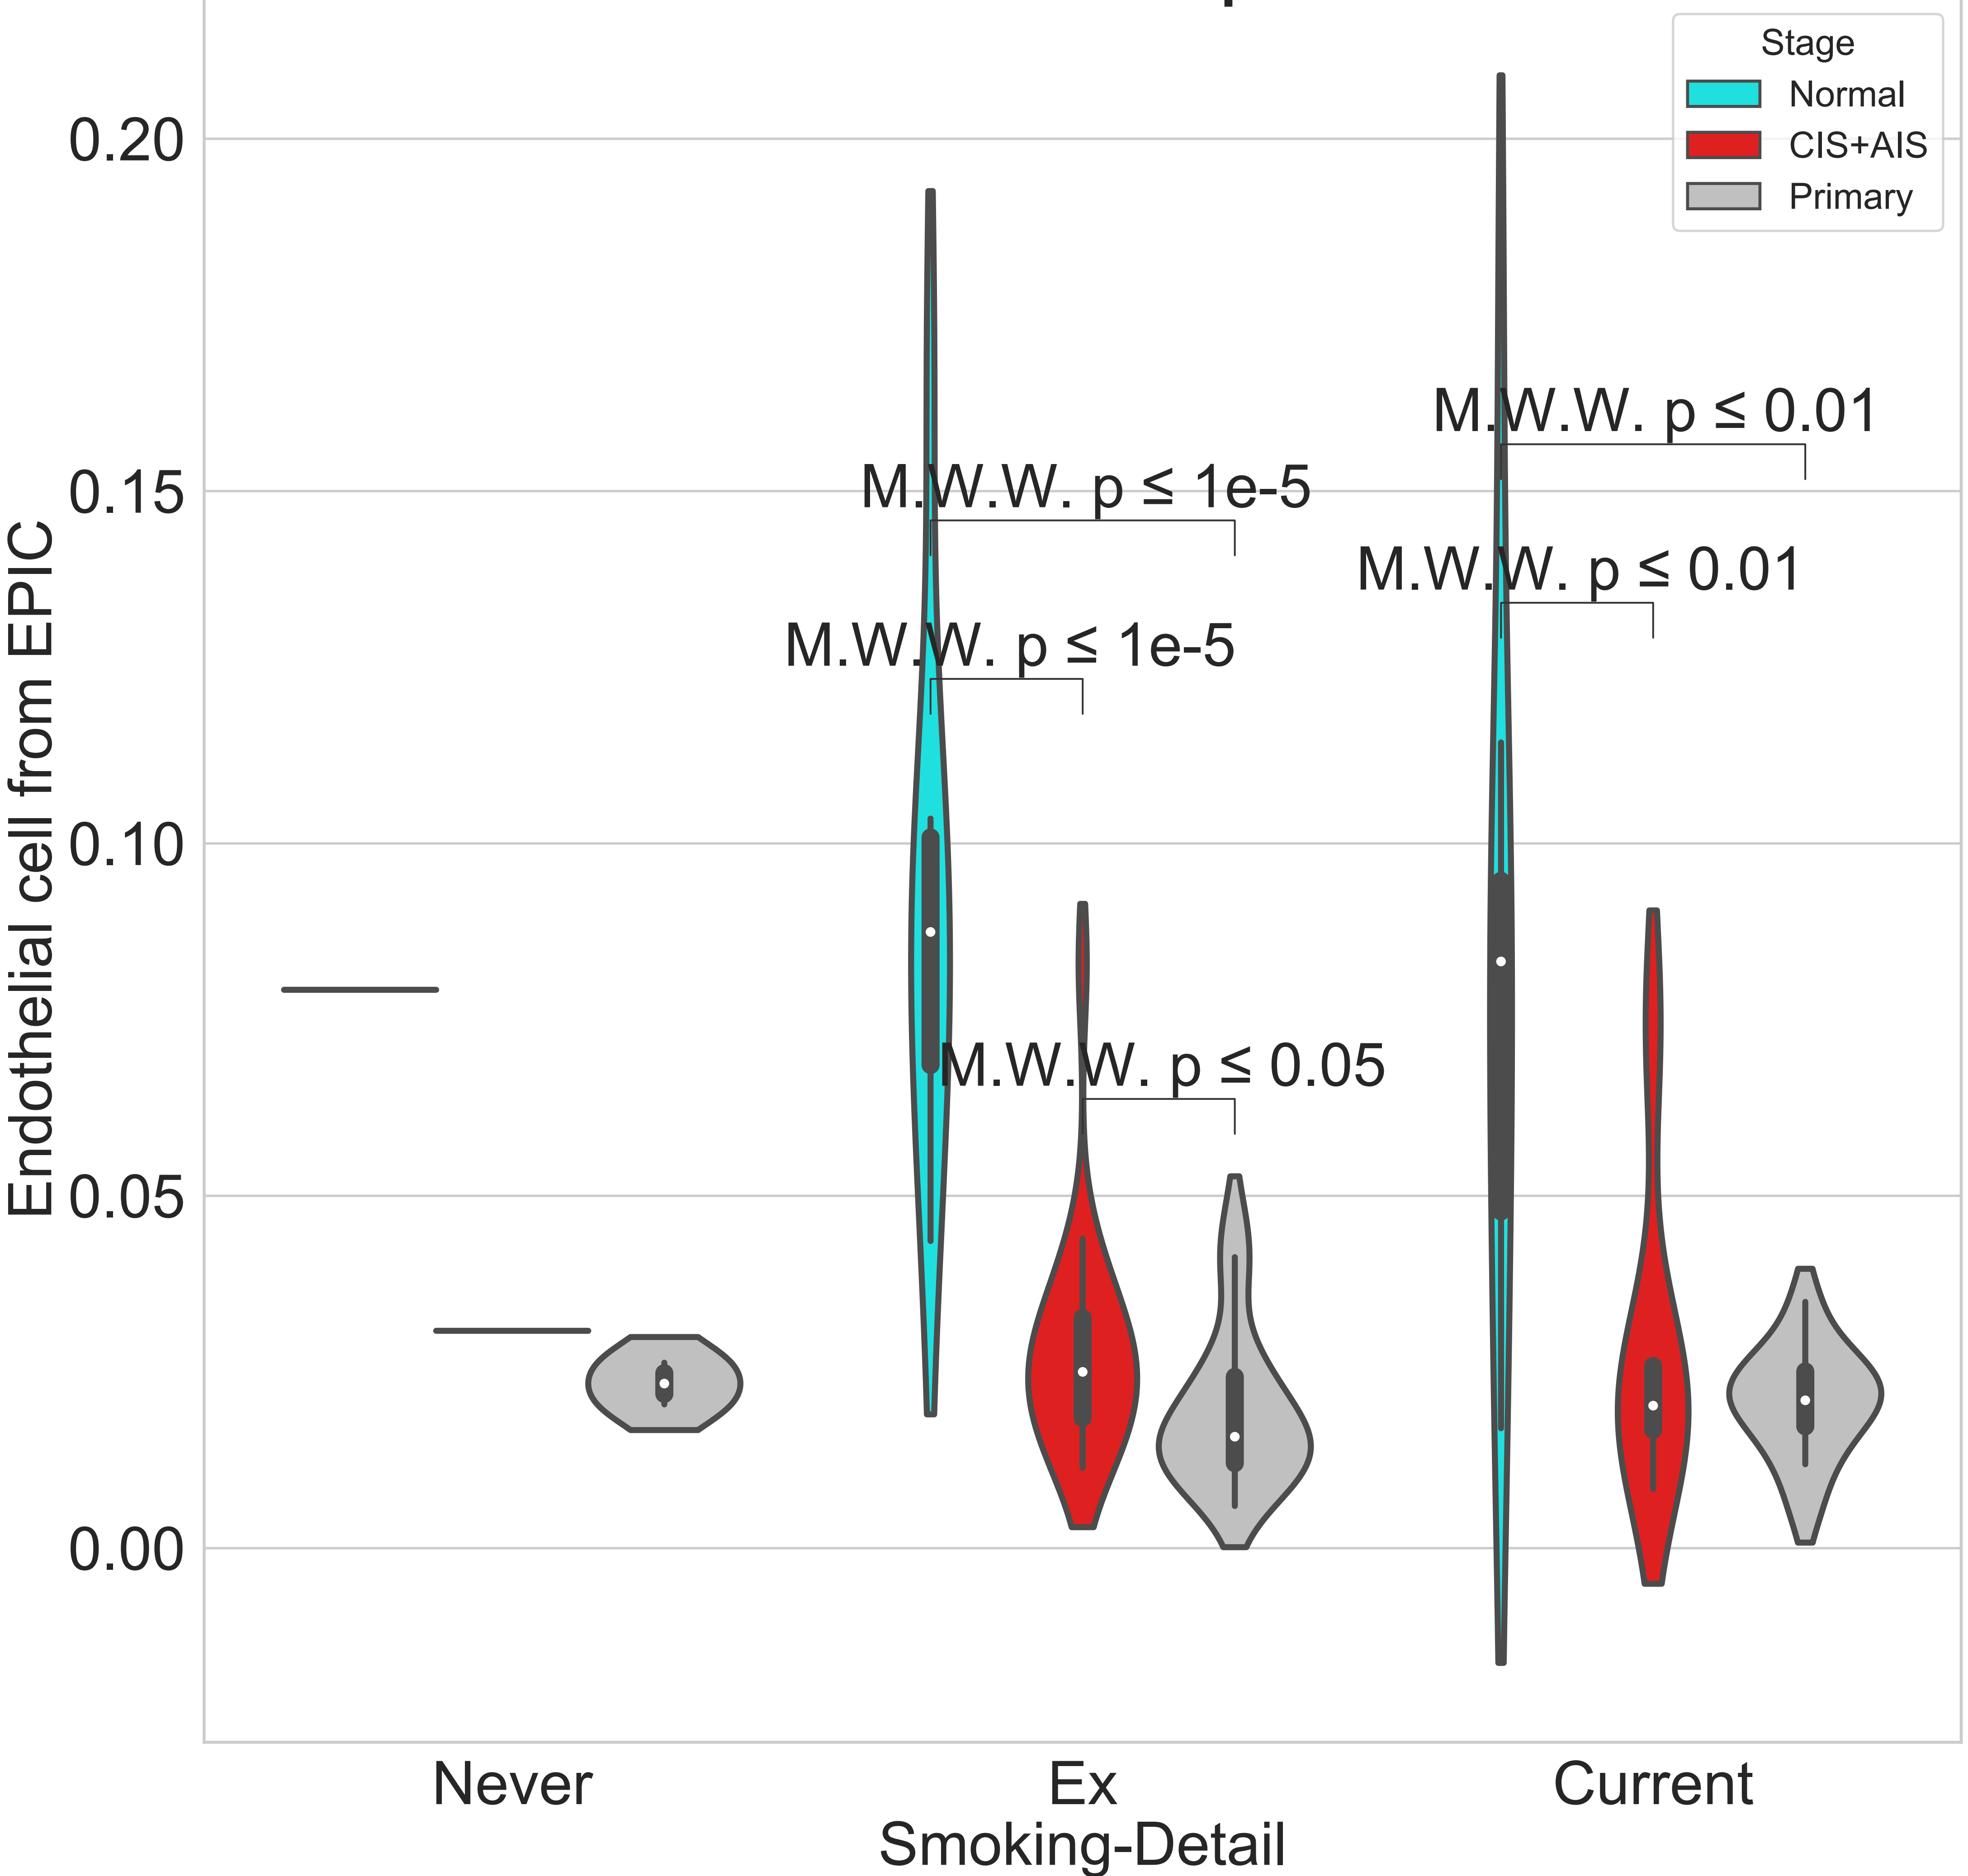 Stage
Normal
CIS+AIS
Primary
0.20
0.15
0.10
0.05
0.00
Endothelial cell from EPIC
M.W.W. p ≤ 0.01
M.W.W. p ≤ 1e-5
M.W.W. p ≤ 0.01
M.W.W. p ≤ 1e-5
M.W.W. p ≤ 0.05
Never
Ex
Current
Smoking-Detail